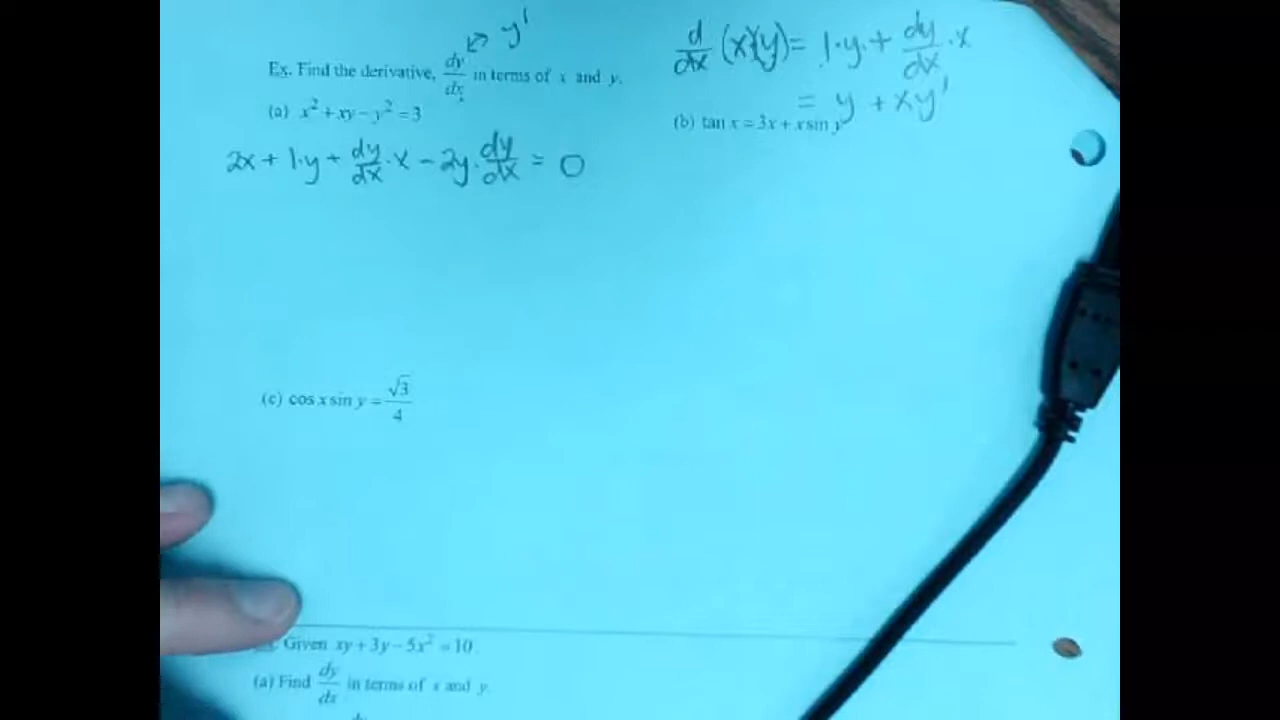 y'
Ex. Find the derivative, dy/dx in terms of x and y.
(a) x² + xy − y² = 3
2x + 1·y + dy/dx · x − 2y · dy/dx = 0
d/dx (x)(y) = 1·y + dy/dx · x
= y + xy'
(b) tan x = 3x + x sin y
(c) cos x sin y = √3/4
Given xy + 3y − 5x² = 10.
(a) Find dy/dx in terms of x and y.